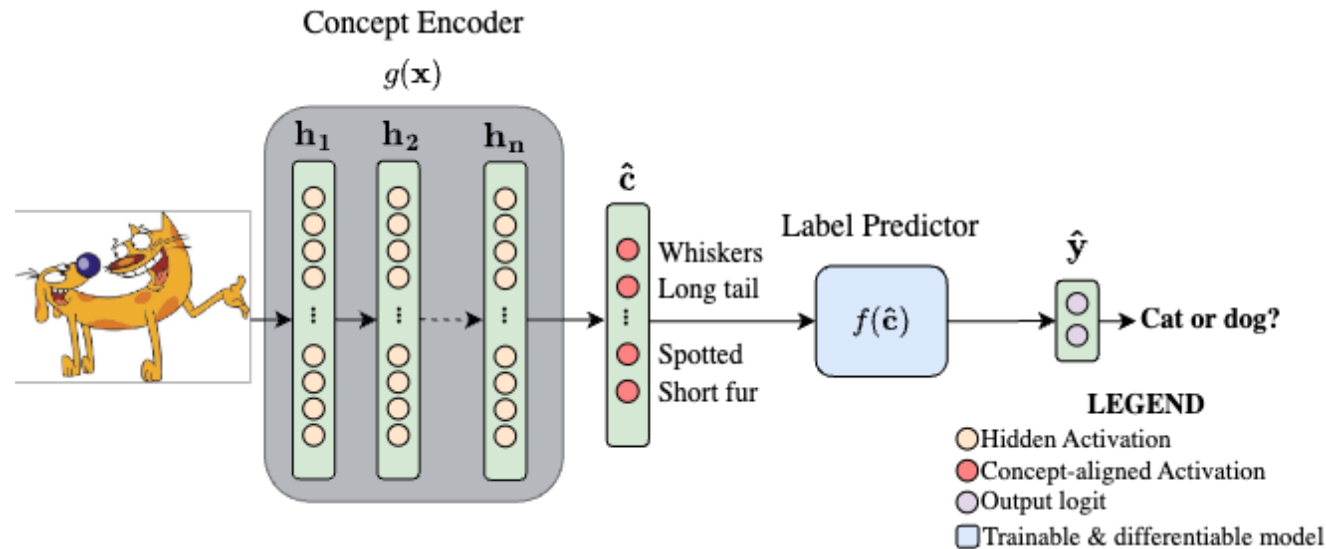 Concept Encoder
g(x)
h₁ h₂ hₙ
ĉ
Whiskers
Long tail
Spotted
Short fur
Label Predictor
f(ĉ)
ŷ
Cat or dog?
LEGEND
Hidden Activation
Concept-aligned Activation
Output logit
Trainable & differentiable model